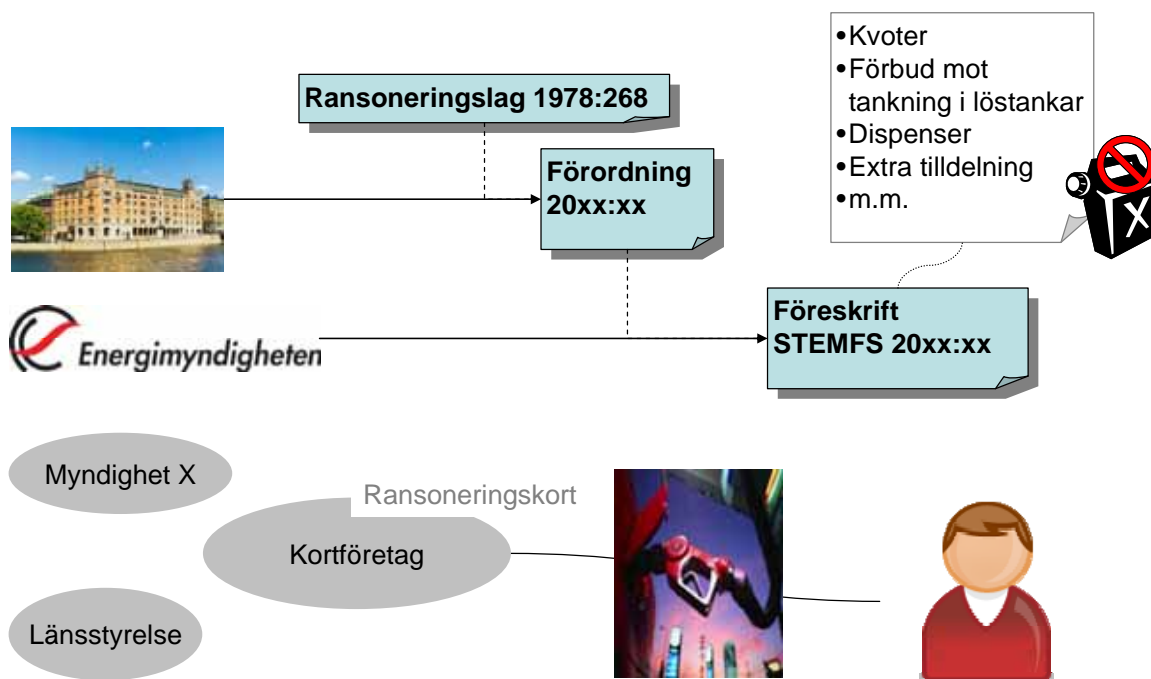 •Kvoter
•Förbud mot
tankning i löstankar
•Dispenser
•Extra tilldelning
•m.m.
Ransoneringslag 1978:268
Förordning
20xx:xx
X
Energimyndigheten
Föreskrift
STEMFS 20xx:xx
Myndighet X
Ransoneringskort
Kortföretag
Länsstyrelse